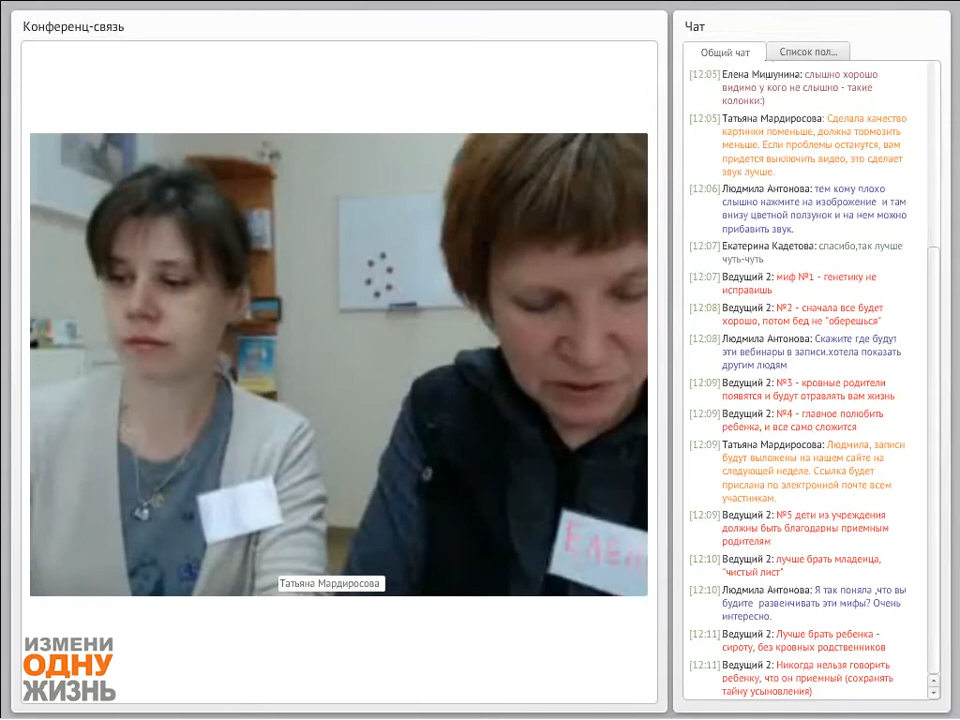 Конференц-связь
Татьяна Мардиросова
ЕЛЕН
ИЗМЕНИ
ОДНУ
ЖИЗНЬ
Чат
Общий чат
Список пол...
[12:05] Елена Мишунина: слышно хорошо
видимо у кого не слышно - такие
колонки:)
[12:05] Татьяна Мардиросова: Сделала качество
картинки поменьше, должна тормозить
меньше. Если проблемы останутся, вам
придется выключить видео, это сделает
звук лучше.
[12:06] Людмила Антонова: тем кому плохо
слышно нажмите на изоброжение и там
внизу цветной ползунок и на нем можно
прибавить звук.
[12:07] Екатерина Кадетова: спасибо,так лучше
чуть-чуть
[12:07] Ведущий 2: миф №1 - генетику не
исправишь
[12:08] Ведущий 2: №2 - сначала все будет
хорошо, потом бед не "оберешься"
[12:08] Людмила Антонова: Скажите где будут
эти вебинары в записи.хотела показать
другим людям
[12:09] Ведущий 2: №3 - кровные родители
появятся и будут отравлять вам жизнь
[12:09] Ведущий 2: №4 - главное полюбить
ребенка, и все само сложится
[12:09] Татьяна Мардиросова: Людмила, записи
будут выложены на нашем сайте на
следующей неделе. Ссылка будет
прислана по электронной почте всем
участникам.
[12:09] Ведущий 2: №5 дети из учреждения
должны быть благодарны приемным
родителям
[12:10] Ведущий 2: лучше брать младенца,
"чистый лист"
[12:10] Людмила Антонова: Я так поняла ,что вы
будите развенчивать эти мифы? Очень
интересно.
[12:11] Ведущий 2: Лучше брать ребенка -
сироту, без кровных родственников
[12:11] Ведущий 2: Никогда нельзя говорить
ребенку, что он приемный (сохранять
тайну усыновления)